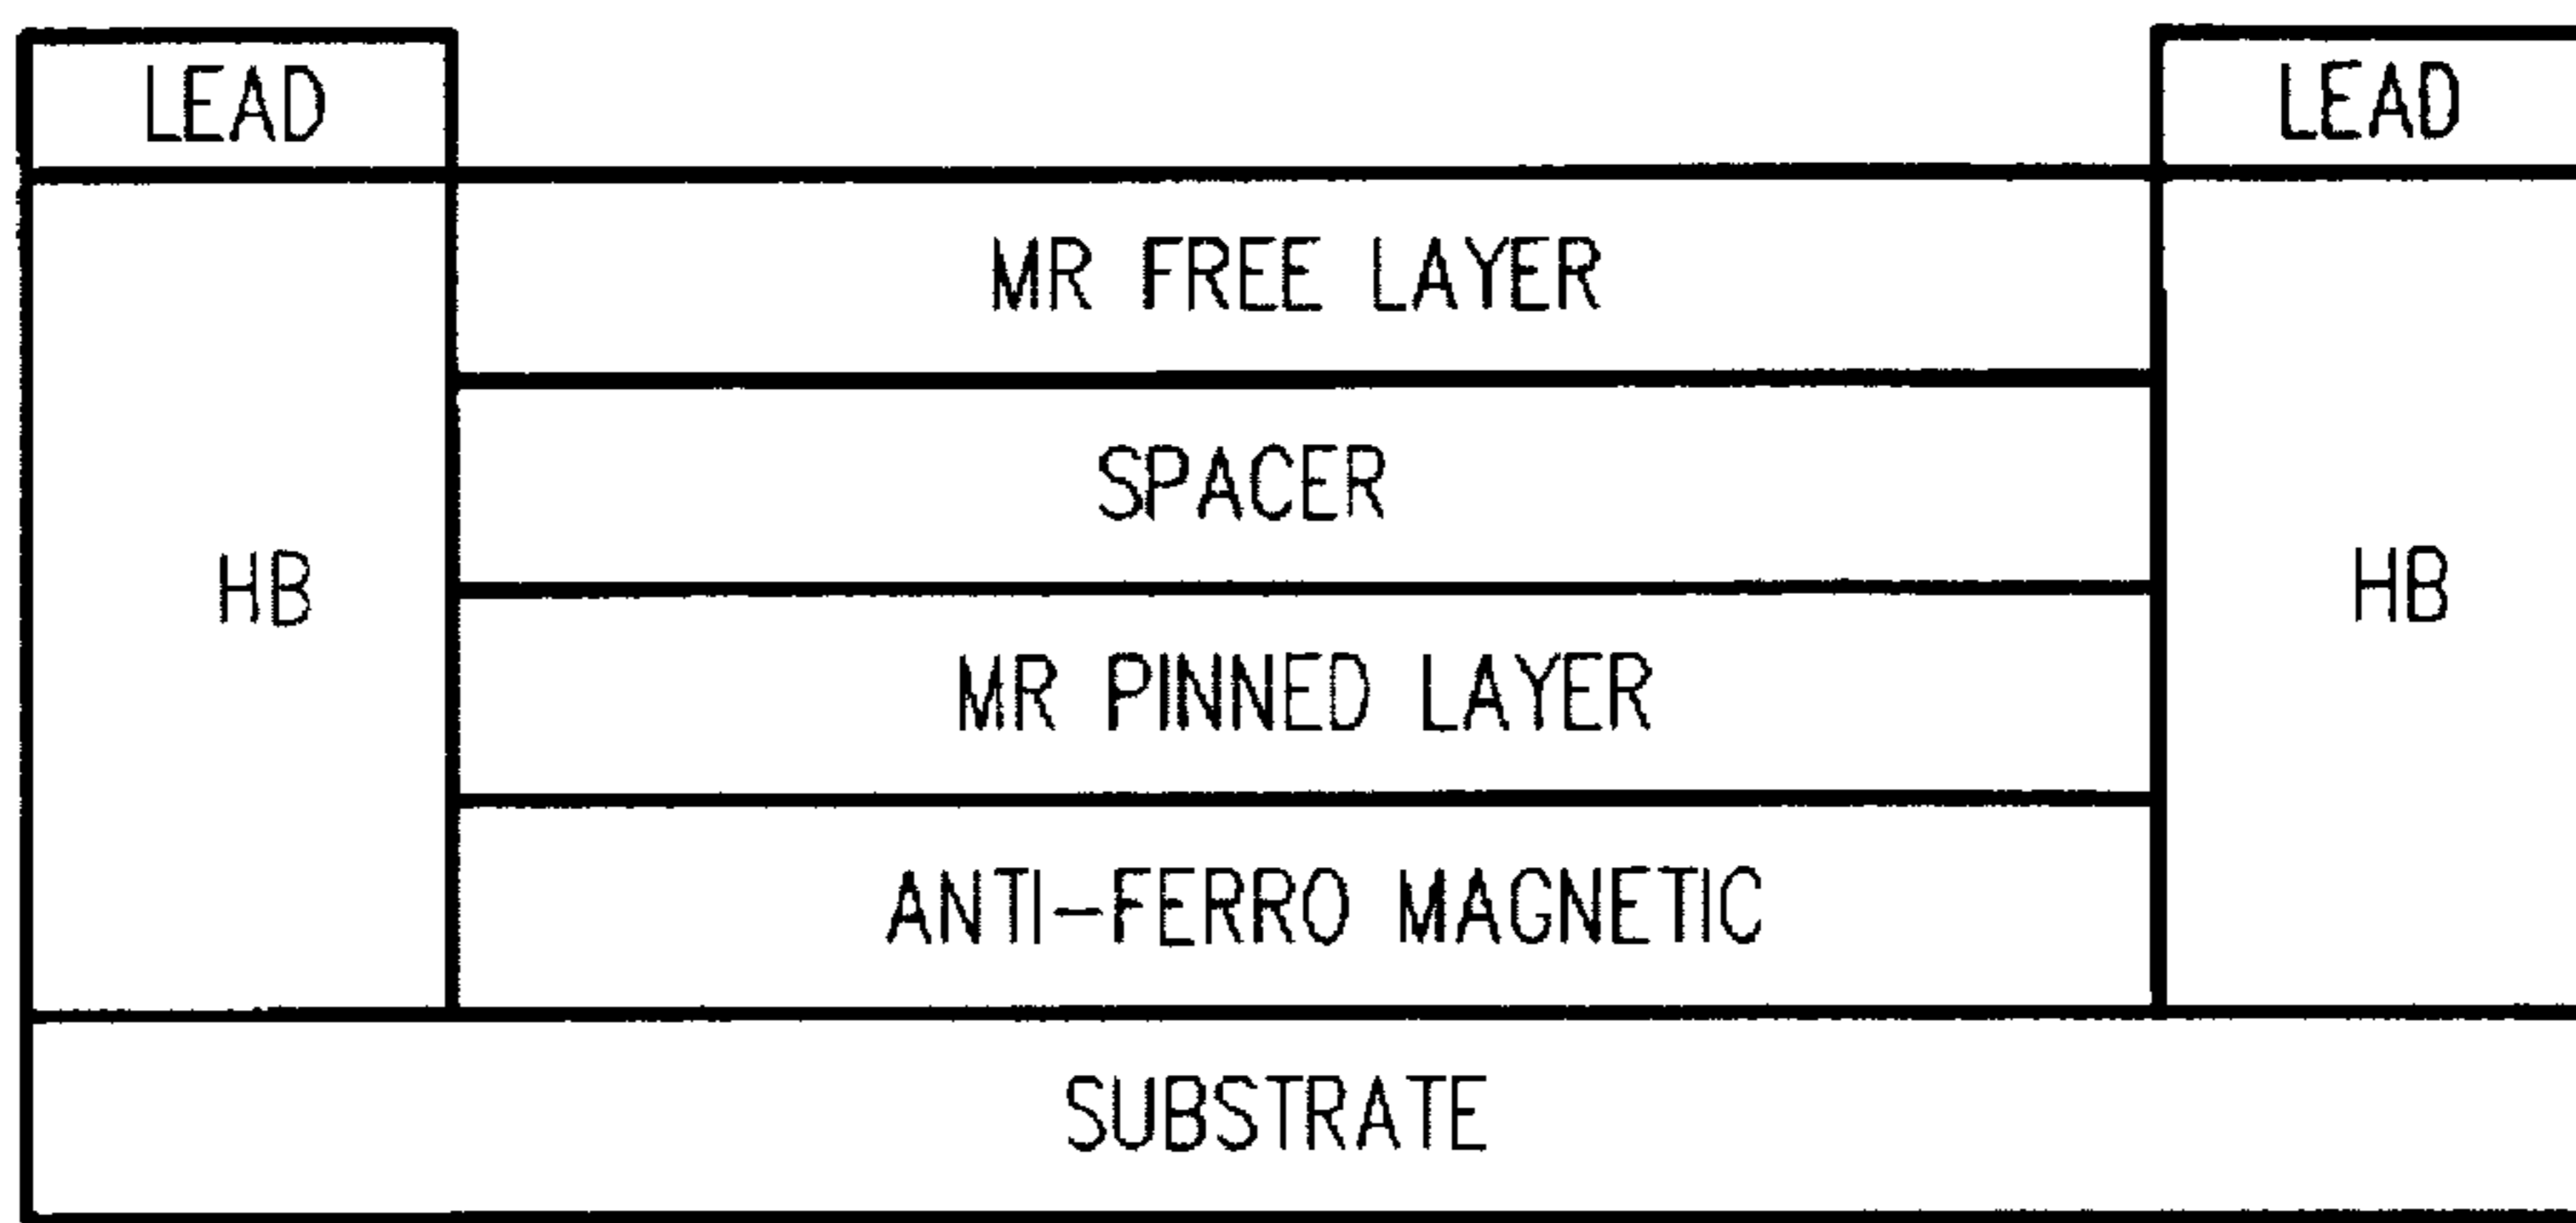 LEAD
LEAD
MR FREE LAYER
SPACER
HB
HB
MR PINNED LAYER
ANTI-FERRO MAGNETIC
SUBSTRATE